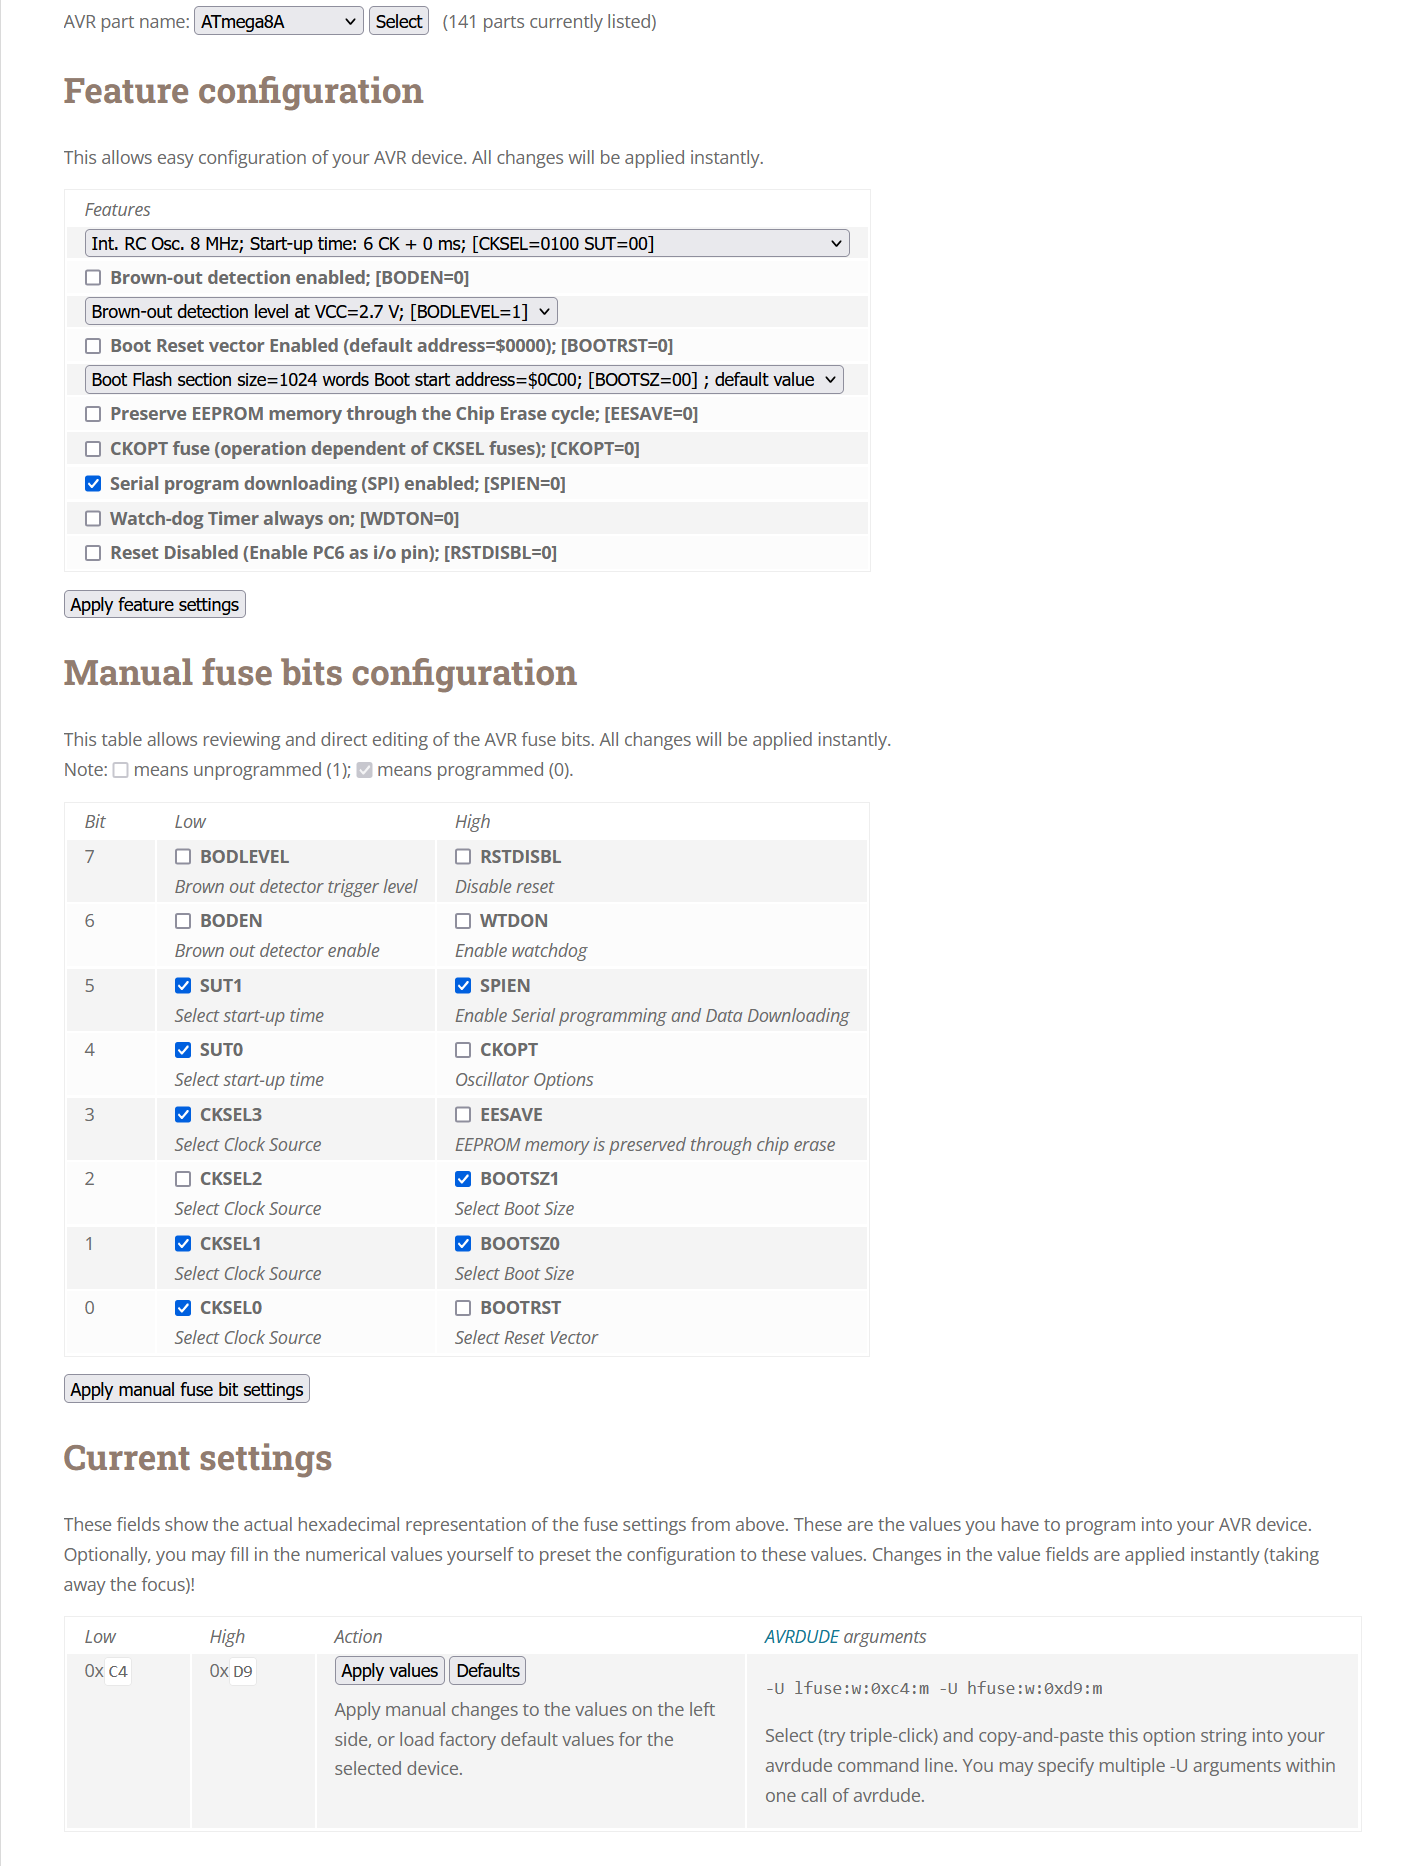 AVR part name: ATmega8A Select (141 parts currently listed)
Feature configuration
This allows easy configuration of your AVR device. All changes will be applied instantly.
Features
Int. RC Osc. 8 MHz; Start-up time: 6 CK + 0 ms; [CKSEL=0100 SUT=00]
Brown-out detection enabled; [BODEN=0]
Brown-out detection level at VCC=2.7 V; [BODLEVEL=1]
Boot Reset vector Enabled (default address=$0000); [BOOTRST=0]
Boot Flash section size=1024 words Boot start address=$0C00; [BOOTSZ=00] ; default value
Preserve EEPROM memory through the Chip Erase cycle; [EESAVE=0]
CKOPT fuse (operation dependent of CKSEL fuses); [CKOPT=0]
Serial program downloading (SPI) enabled; [SPIEN=0]
Watch-dog Timer always on; [WDTON=0]
Reset Disabled (Enable PC6 as i/o pin); [RSTDISBL=0]
Apply feature settings
Manual fuse bits configuration
This table allows reviewing and direct editing of the AVR fuse bits. All changes will be applied instantly.
Note: means unprogrammed (1); means programmed (0).
Bit Low High
7 BODLEVEL RSTDISBL
Brown out detector trigger level Disable reset
6 BODEN WTDON
Brown out detector enable Enable watchdog
5 SUT1 SPIEN
Select start-up time Enable Serial programming and Data Downloading
4 SUT0 CKOPT
Select start-up time Oscillator Options
3 CKSEL3 EESAVE
Select Clock Source EEPROM memory is preserved through chip erase
2 CKSEL2 BOOTSZ1
Select Clock Source Select Boot Size
1 CKSEL1 BOOTSZ0
Select Clock Source Select Boot Size
0 CKSEL0 BOOTRST
Select Clock Source Select Reset Vector
Apply manual fuse bit settings
Current settings
These fields show the actual hexadecimal representation of the fuse settings from above. These are the values you have to program into your AVR device.
Optionally, you may fill in the numerical values yourself to preset the configuration to these values. Changes in the value fields are applied instantly (taking
away the focus)!
Low High Action AVRDUDE arguments
0x C4 0x D9 Apply values Defaults
Apply manual changes to the values on the left
side, or load factory default values for the
selected device.
-U lfuse:w:0xc4:m -U hfuse:w:0xd9:m
Select (try triple-click) and copy-and-paste this option string into your
avrdude command line. You may specify multiple -U arguments within
one call of avrdude.